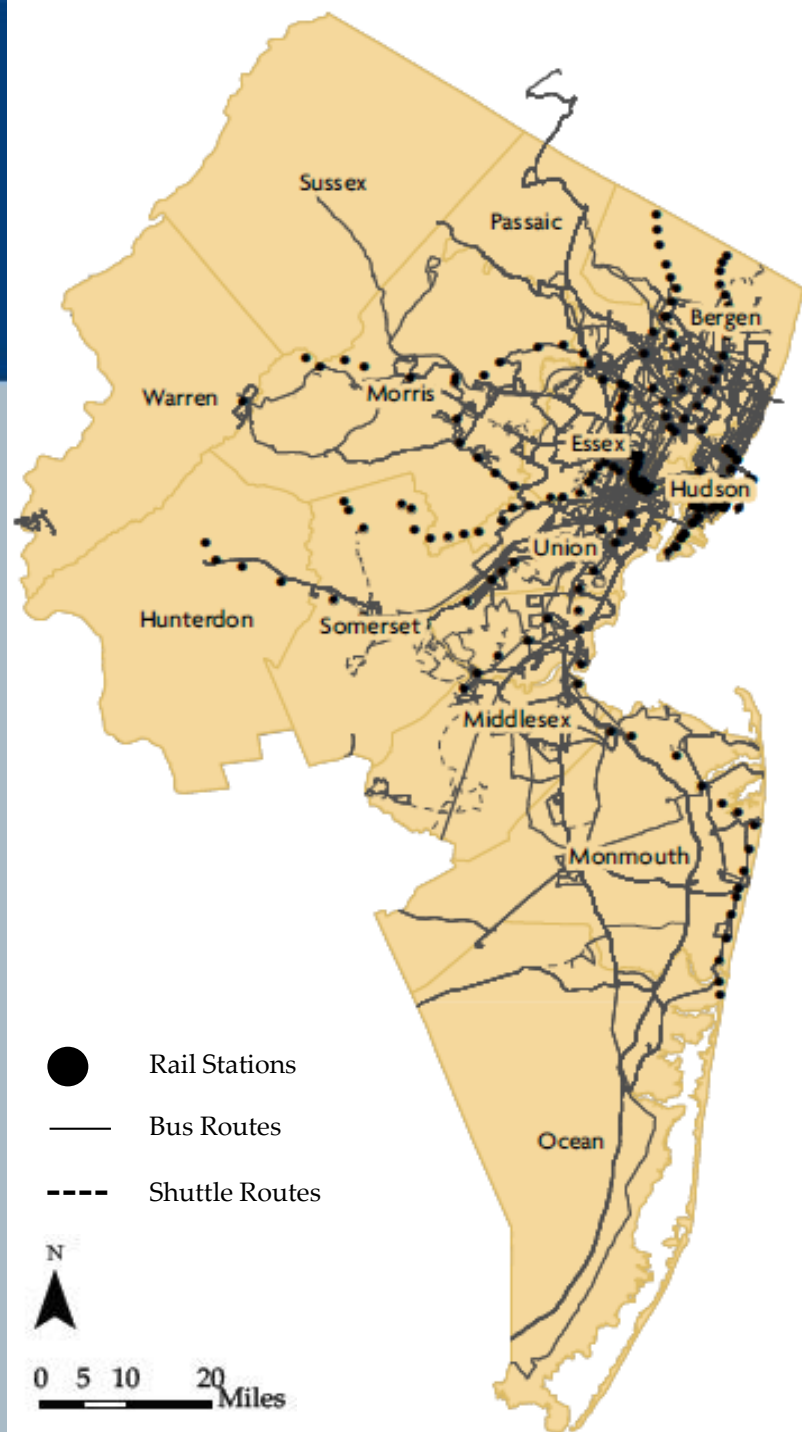 Sussex
Passaic
Bergen
Warren
Morris
Essex
Hudson
Union
Hunterdon
Somerset
Middlesex
Monmouth
Rail Stations
Bus Routes
Ocean
Shuttle Routes
N
0 5 10 20
Miles